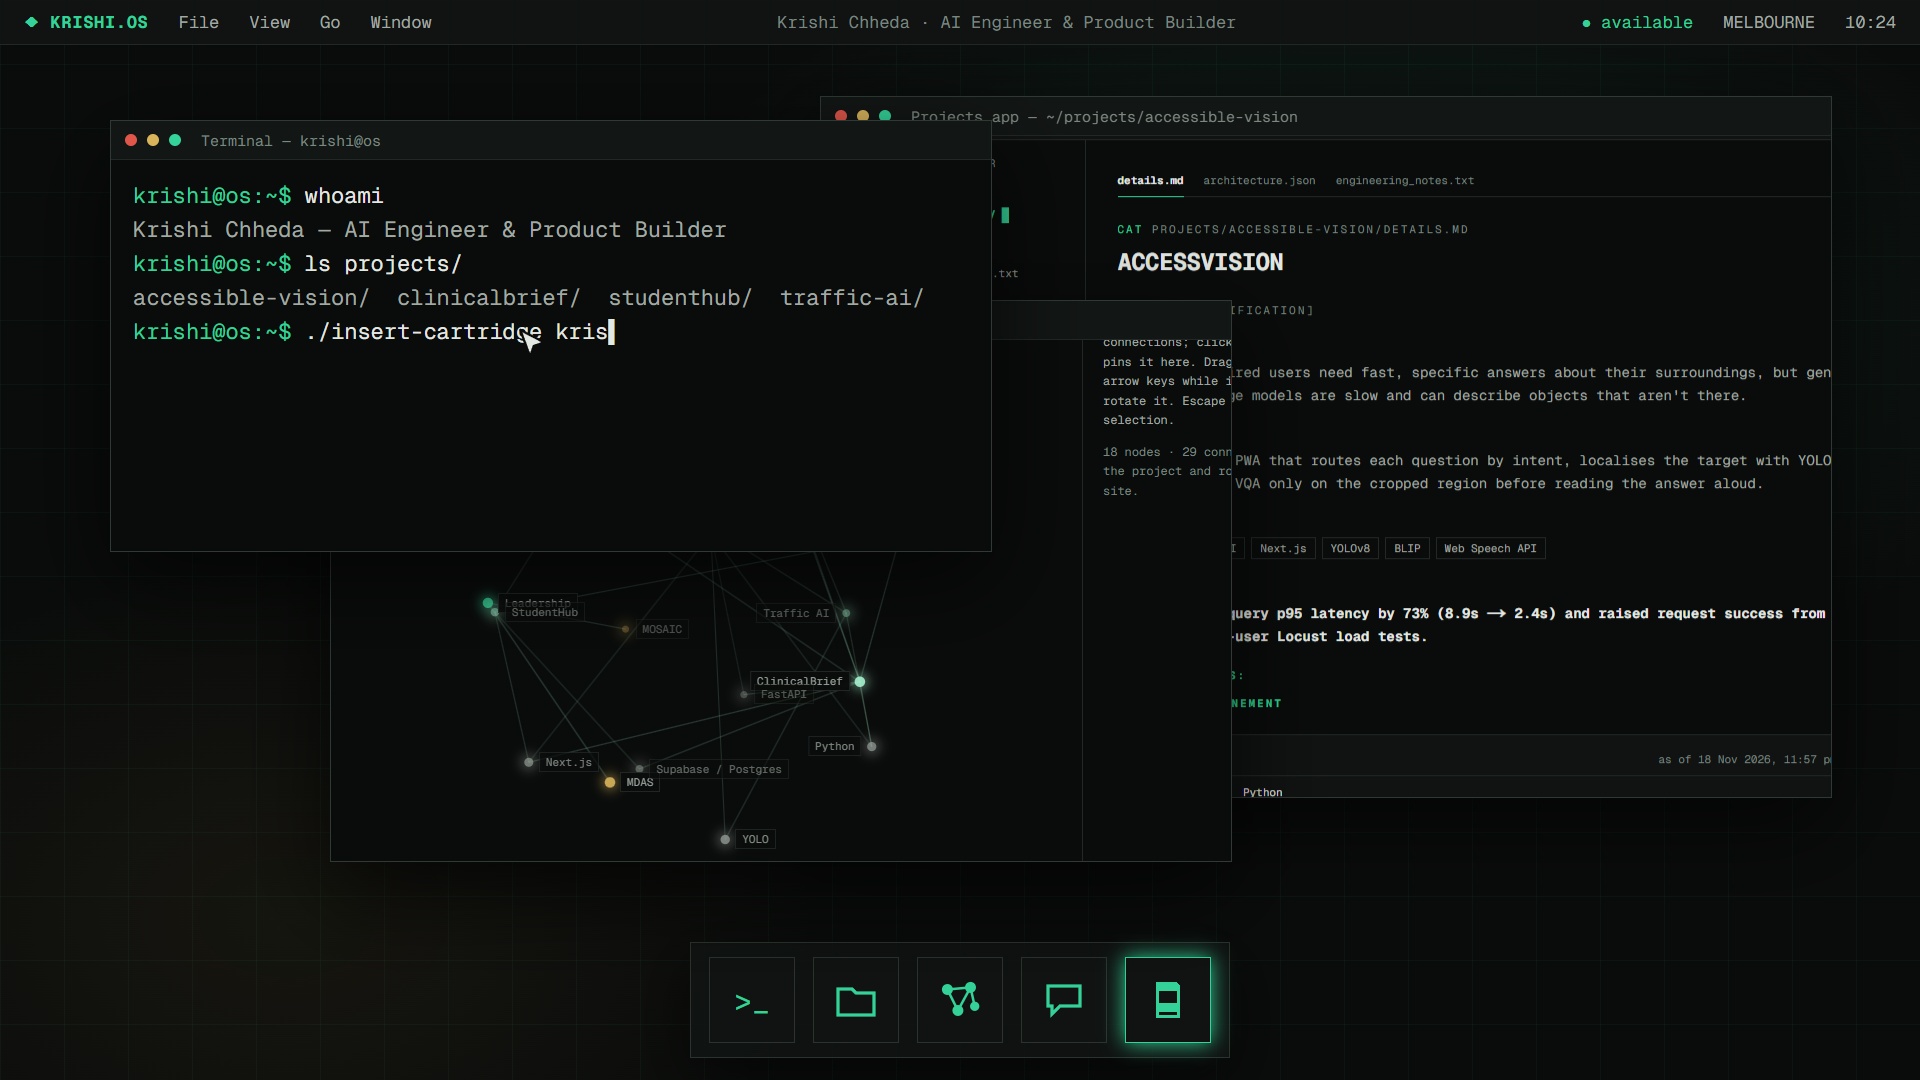 KRISHI.OS File View Go Window
Krishi Chheda · AI Engineer & Product Builder
available MELBOURNE 10:24
Projects.app — ~/projects/accessible-vision
Terminal — krishi@os
krishi@os:~$ whoami
Krishi Chheda — AI Engineer & Product Builder
krishi@os:~$ ls projects/
accessible-vision/ clinicalbrief/ studenthub/ traffic-ai/
krishi@os:~$ ./insert-cartridge kris
.txt
details.md architecture.json engineering_notes.txt
CAT PROJECTS/ACCESSIBLE-VISION/DETAILS.MD
ACCESSVISION
IFICATION]
users need fast, specific answers about their surroundings, but gen
models are slow and can describe objects that aren't there.
PWA that routes each question by intent, localises the target with YOLO
VQA only on the cropped region before reading the answer aloud.
Next.js YOLOv8 BLIP Web Speech API
query p95 latency by 73% (8.9s → 2.4s) and raised request success from
-user Locust load tests.
S:
NEMENT
as of 18 Nov 2026, 11:57 p
Python
connections; click
pins it here. Drag
arrow keys while i
rotate it. Escape
selection.
18 nodes · 29 conn
the project and ro
site.
Leadership
StudentHub
MOSAIC
Traffic AI
ClinicalBrief
FastAPI
Python
Next.js
Supabase / Postgres
MDAS
YOLO
>_